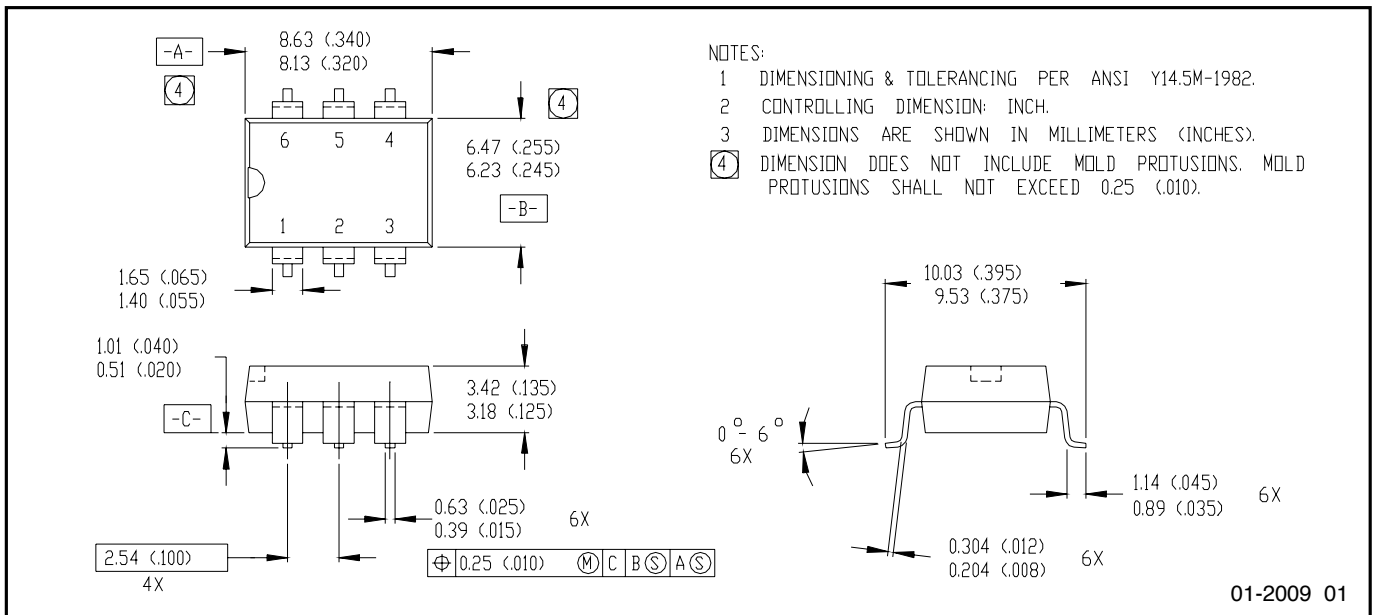 -A-
8.63 (.340)
8.13 (.320)
4
4
6 5 4
1 2 3
6.47 (.255)
6.23 (.245)
-B-
1.65 (.065)
1.40 (.055)
NOTES:
1 DIMENSIONING & TOLERANCING PER ANSI Y14.5M-1982.
2 CONTROLLING DIMENSION: INCH.
3 DIMENSIONS ARE SHOWN IN MILLIMETERS (INCHES).
4 DIMENSION DOES NOT INCLUDE MOLD PROTUSIONS. MOLD
PROTUSIONS SHALL NOT EXCEED 0.25 (.010).
1.01 (.040)
0.51 (.020)
-C-
3.42 (.135)
3.18 (.125)
0.63 (.025)
0.39 (.015)
6X
2.54 (.100)
4X
⌖ 0.25 (.010) Ⓜ C B Ⓢ A Ⓢ
10.03 (.395)
9.53 (.375)
0° - 6°
6X
1.14 (.045)
0.89 (.035)
6X
0.304 (.012)
0.204 (.008)
6X
01-2009 01